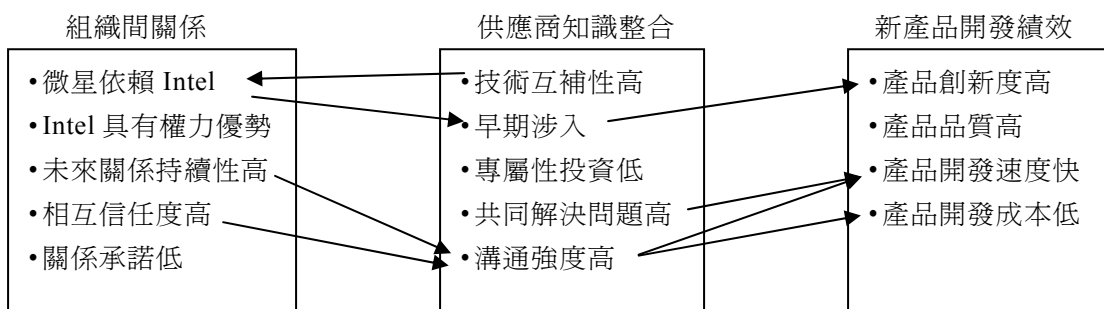 組織間關係
•微星依賴 Intel
•Intel 具有權力優勢
•未來關係持續性高
•相互信任度高
•關係承諾低
供應商知識整合
•技術互補性高
•早期涉入
•專屬性投資低
•共同解決問題高
•溝通強度高
新產品開發績效
•產品創新度高
•產品品質高
•產品開發速度快
•產品開發成本低